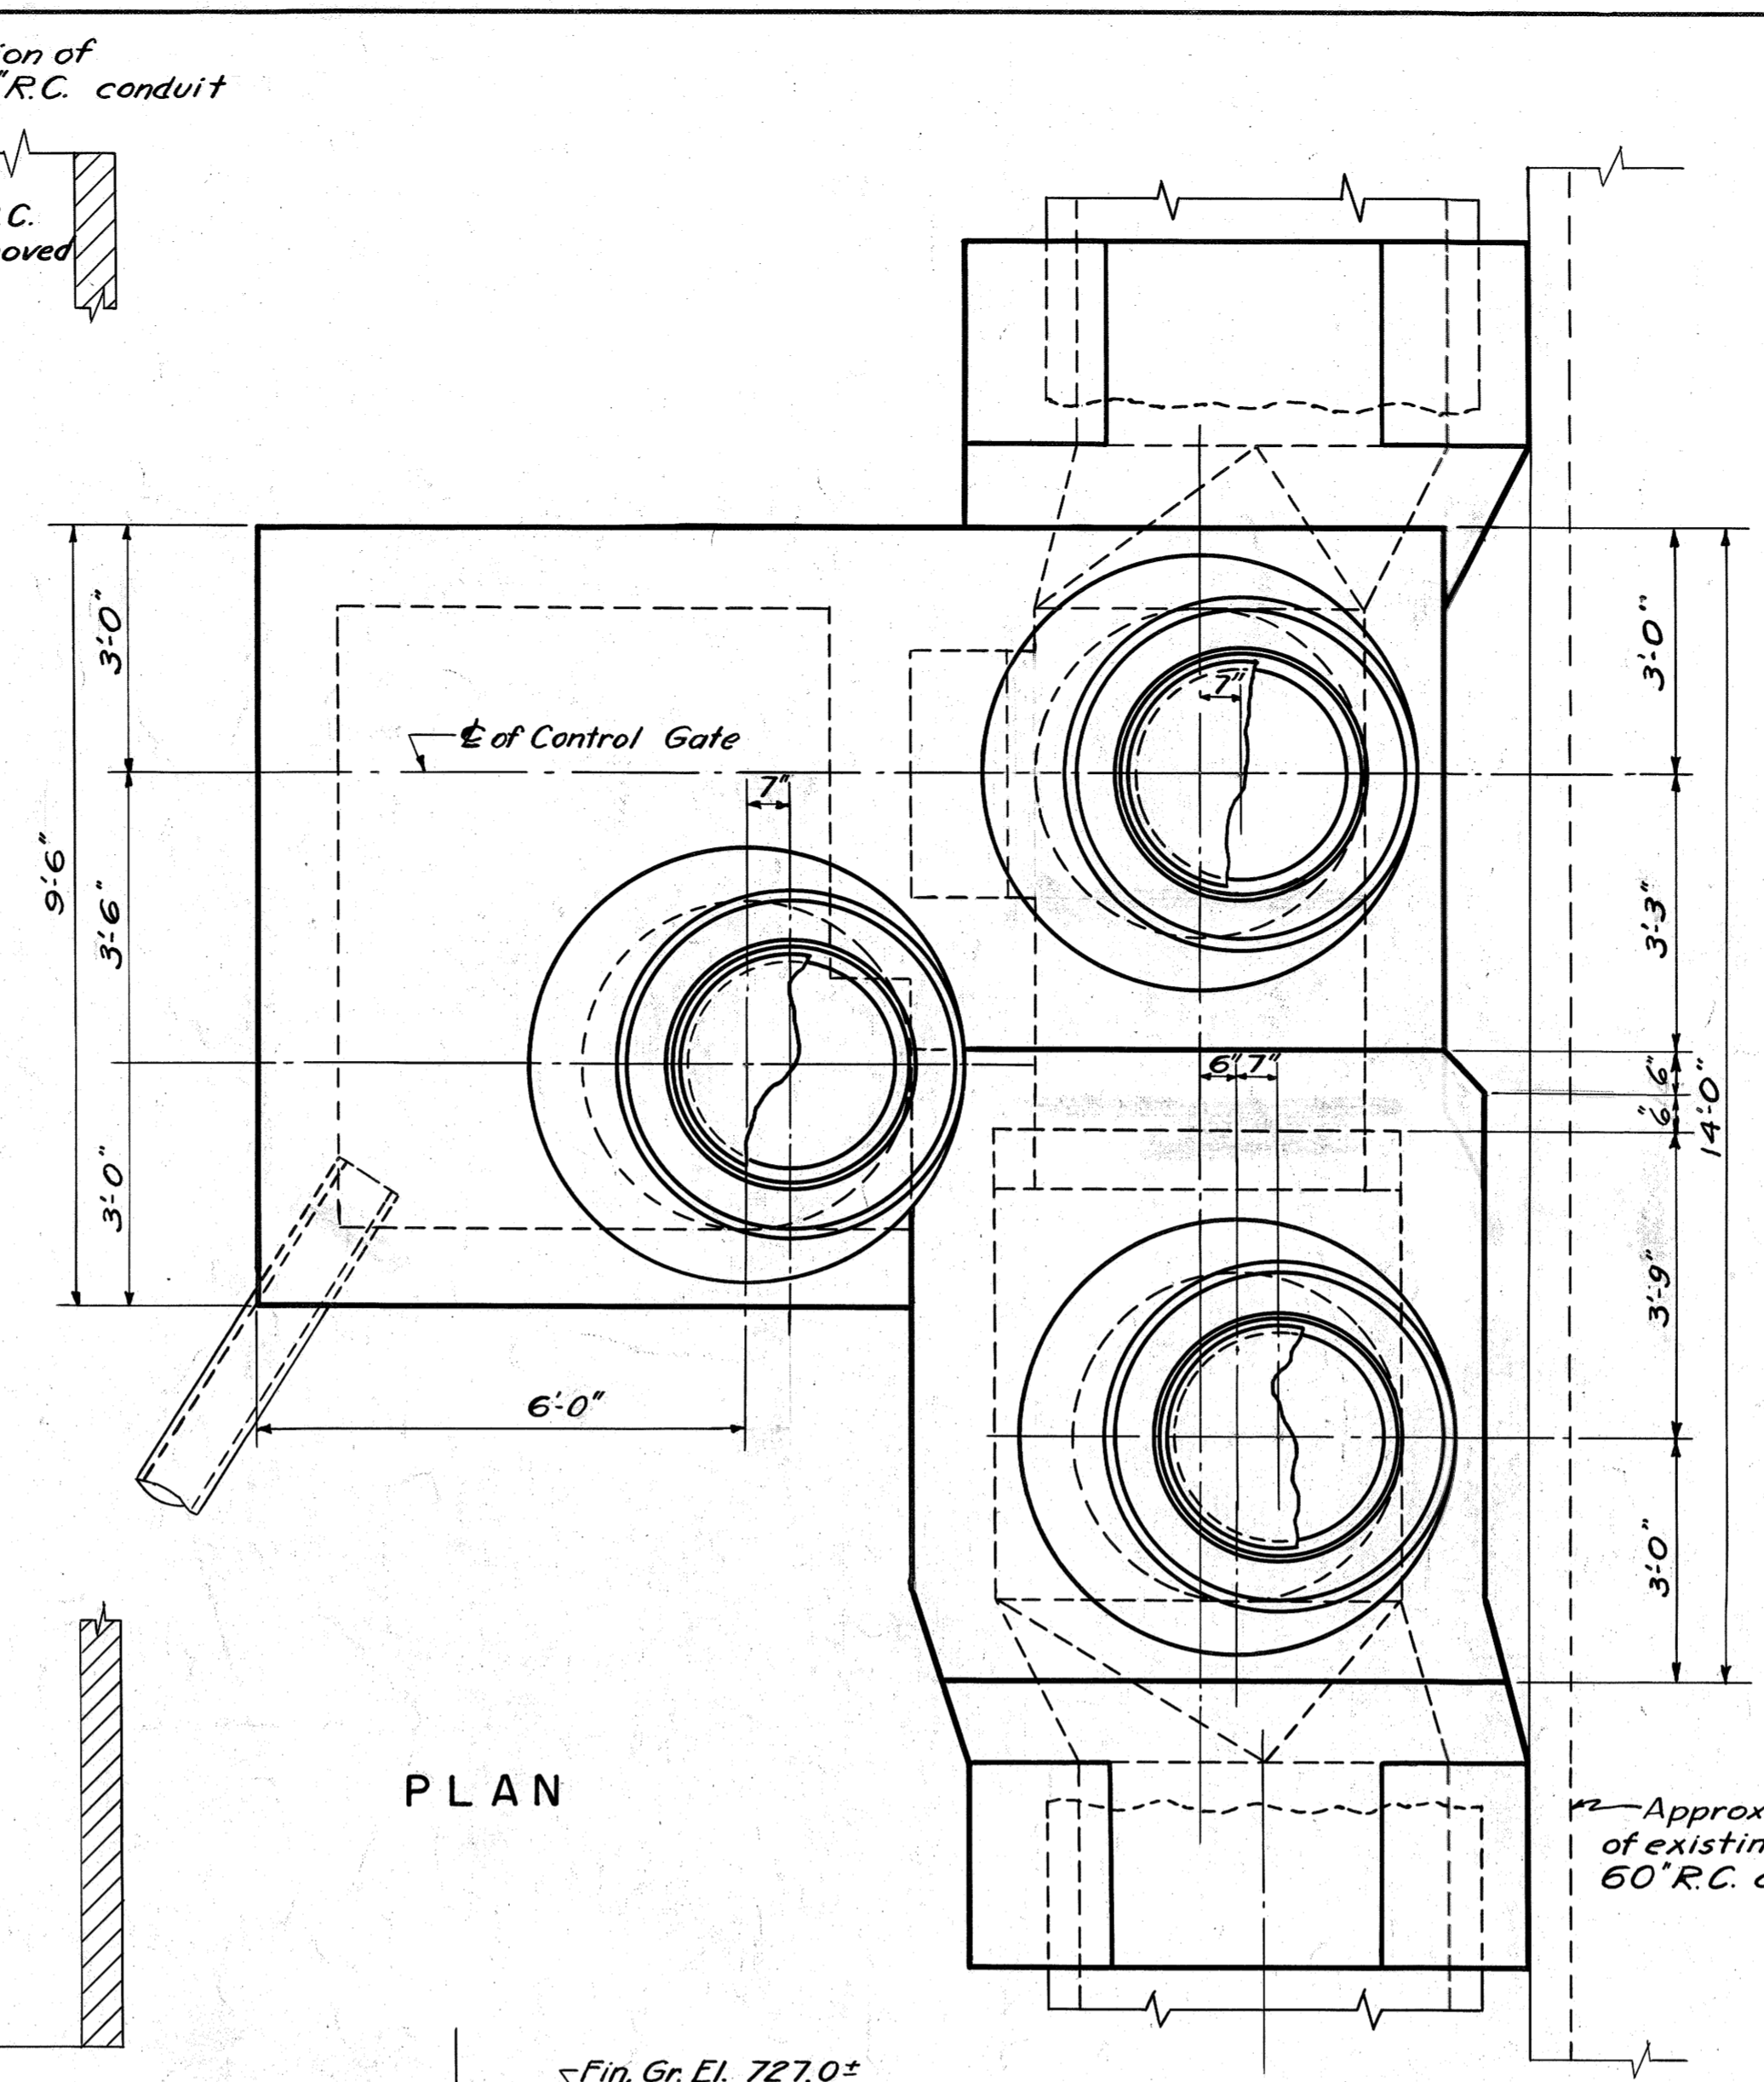 ion of
"R.C. conduit
.C.
oved
3'-0"
3'-6"
3'-0"
9'-6"
℄ of Control Gate
7"
7"
6" 7"
3'-0"
3'-3"
6"
6"
3'-9"
3'-0"
14'-0"
6'-0"
PLAN
Approx
of existin
60" R.C. c
Fin. Gr. El. 727.0±